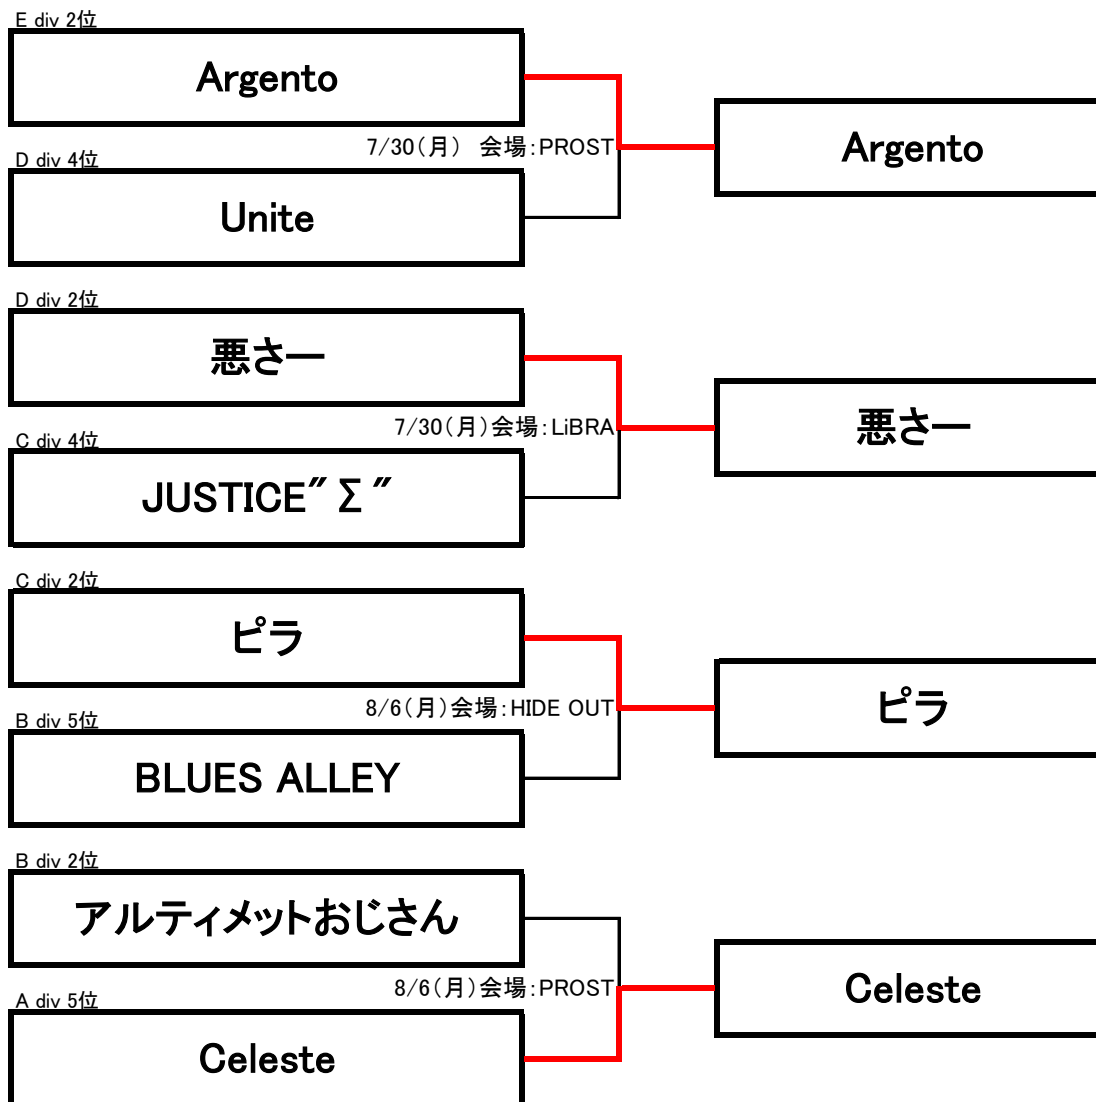 E div 2位
Argento
7/30(月) 会場:PROST
Argento
D div 4位
Unite
D div 2位
悪さー
7/30(月)会場:LiBRA
悪さー
C div 4位
JUSTICE"Σ"
C div 2位
ピラ
8/6(月)会場:HIDE OUT
ピラ
B div 5位
BLUES ALLEY
B div 2位
アルティメットおじさん
8/6(月)会場:PROST
Celeste
A div 5位
Celeste